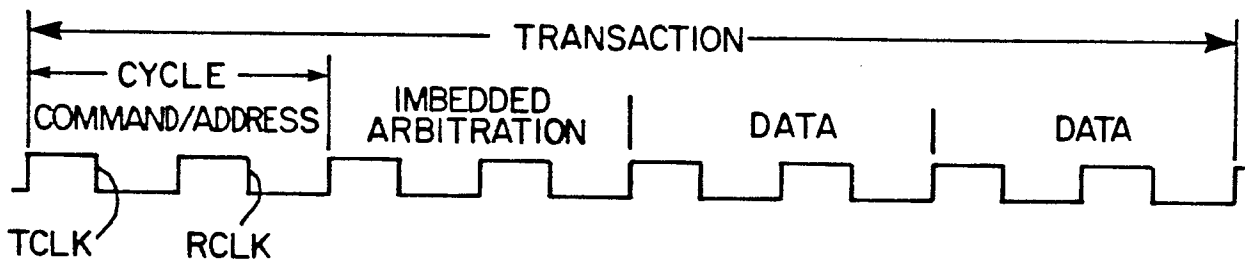 TRANSACTION
CYCLE
COMMAND/ADDRESS
IMBEDDED
ARBITRATION
DATA
DATA
TCLK
RCLK